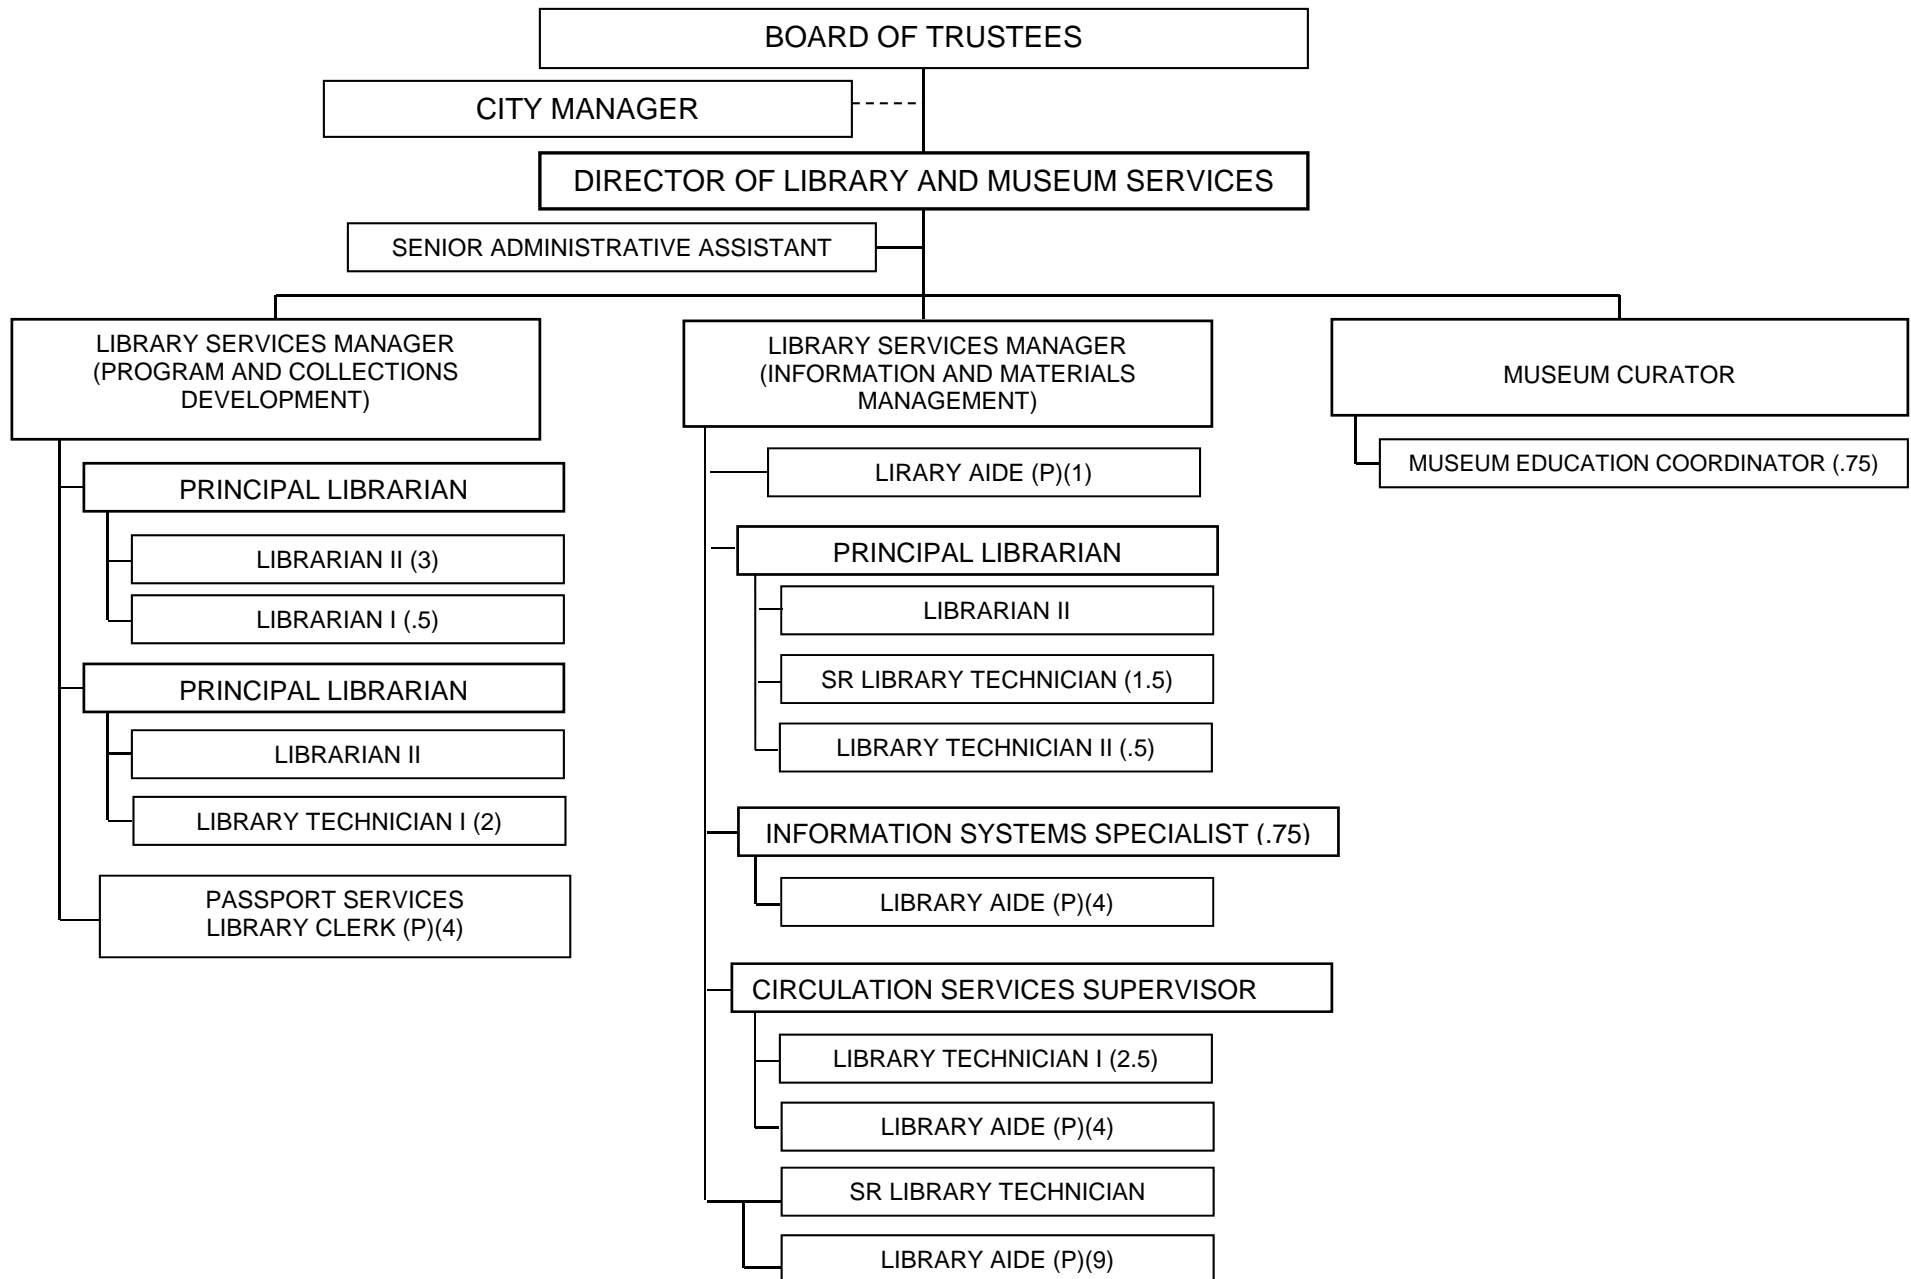 BOARD OF TRUSTEES
CITY MANAGER
DIRECTOR OF LIBRARY AND MUSEUM SERVICES
SENIOR ADMINISTRATIVE ASSISTANT
LIBRARY SERVICES MANAGER
(PROGRAM AND COLLECTIONS
DEVELOPMENT)
PRINCIPAL LIBRARIAN
LIBRARIAN II (3)
LIBRARIAN I (.5)
PRINCIPAL LIBRARIAN
LIBRARIAN II
LIBRARY TECHNICIAN I (2)
PASSPORT SERVICES
LIBRARY CLERK (P)(4)
LIBRARY SERVICES MANAGER
(INFORMATION AND MATERIALS
MANAGEMENT)
LIRARY AIDE (P)(1)
PRINCIPAL LIBRARIAN
LIBRARIAN II
SR LIBRARY TECHNICIAN (1.5)
LIBRARY TECHNICIAN II (.5)
INFORMATION SYSTEMS SPECIALIST (.75)
LIBRARY AIDE (P)(4)
CIRCULATION SERVICES SUPERVISOR
LIBRARY TECHNICIAN I (2.5)
LIBRARY AIDE (P)(4)
SR LIBRARY TECHNICIAN
LIBRARY AIDE (P)(9)
MUSEUM CURATOR
MUSEUM EDUCATION COORDINATOR (.75)